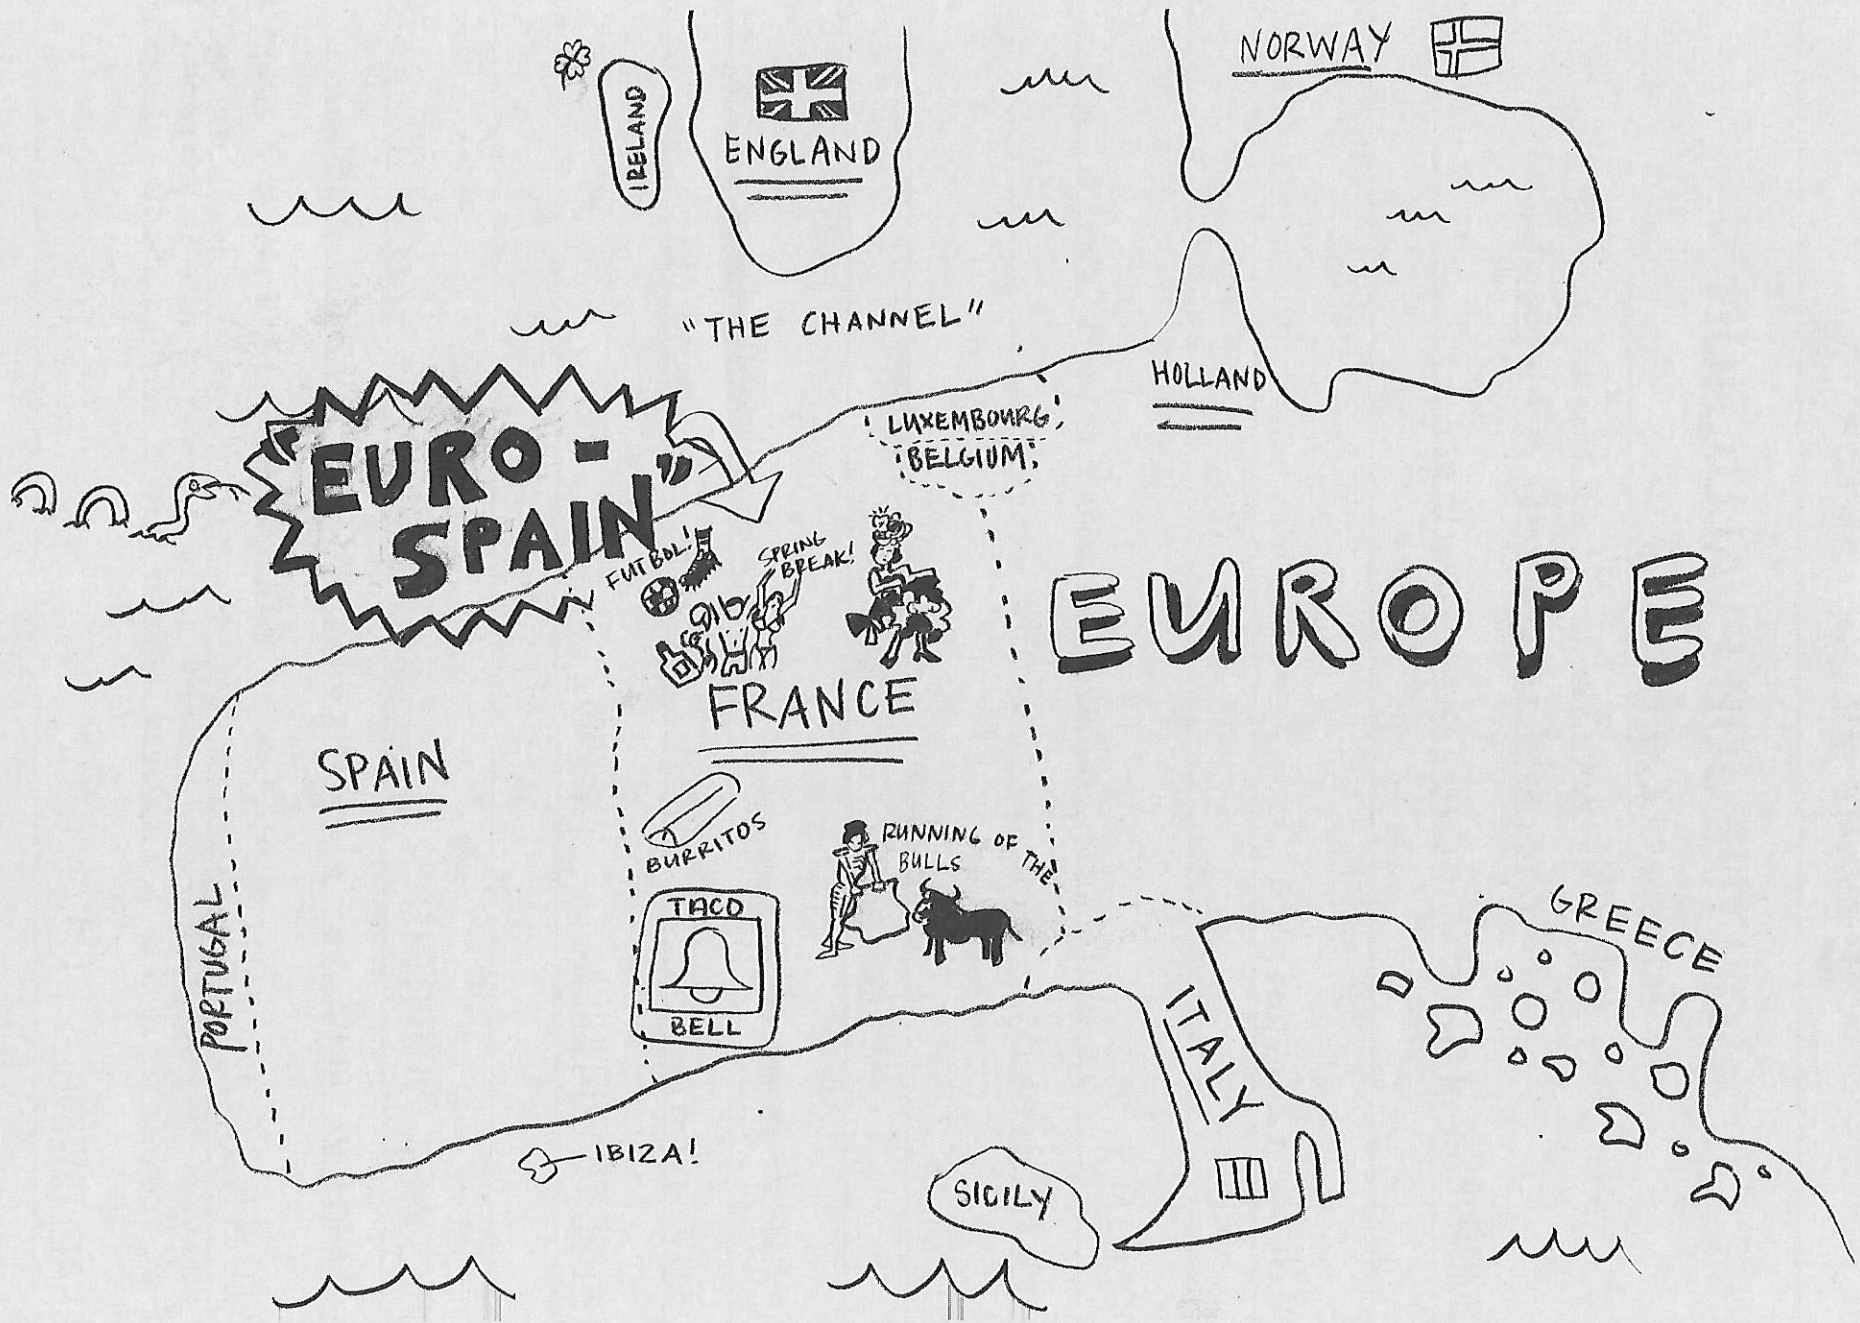 NORWAY
IRELAND
ENGLAND
"THE CHANNEL"
HOLLAND
LUXEMBOURG
BELGIUM
"EURO-
SPAIN"
FUTBOL!
SPRING
BREAK!
EUROPE
FRANCE
SPAIN
BURRITOS
RUNNING OF THE
BULLS
TACO
BELL
PORTUGAL
GREECE
ITALY
IBIZA!
SICILY